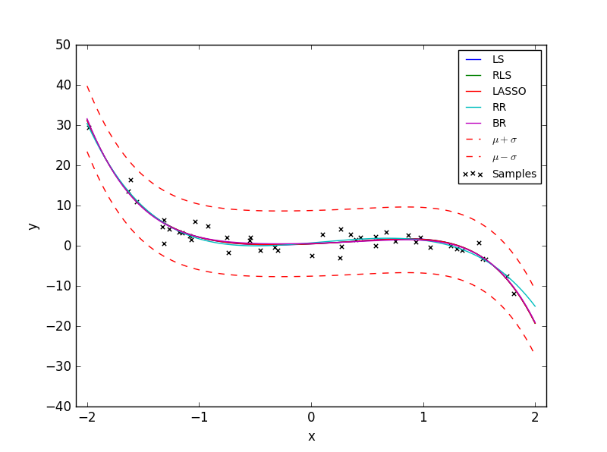 50
40
30
20
10
0
−10
−20
−30
−40
y
−2
−1
0
1
2
x
LS
RLS
LASSO
RR
BR
μ + σ
μ − σ
Samples